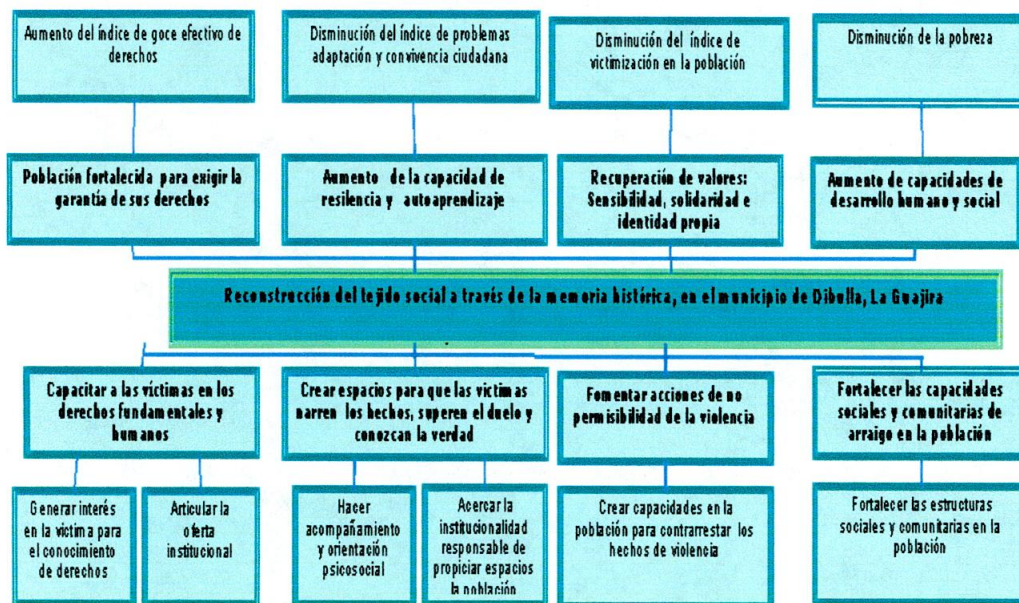 Aumento del índice de goce efectivo de
derechos
Disminución del índice de problemas
adaptación y convivencia ciudadana
Disminución del índice de
victimización en la población
Disminución de la pobreza
Población fortalecida para exigir la
garantía de sus derechos
Aumento de la capacidad de
resilencia y autoaprendizaje
Recuperación de valores:
Sensibilidad, solidaridad e
identidad propia
Aumento de capacidades de
desarrollo humano y social
Reconstrucción del tejido social a través de la memoria histórica, en el municipio de Dibulla, La Guajira
Capacitar a las víctimas en los
derechos fundamentales y
humanos
Crear espacios para que las victimas
narren los hechos, superen el duelo y
conozcan la verdad
Fomentar acciones de no
permisibilidad de la violencia
Fortalecer las capacidades
sociales y comunitarias de
arraigo en la población
Generar interés
en la víctima para
el conocimiento
de derechos
Articular la
oferta
institucional
Hacer
acompañamiento
y orientación
psicosocial
Acercar la
institucionalidad
responsable de
propiciar espacios
la población
Crear capacidades en la
población para contrarrestar los
hechos de violencia
Fortalecer las estructuras
sociales y comunitarias en la
población